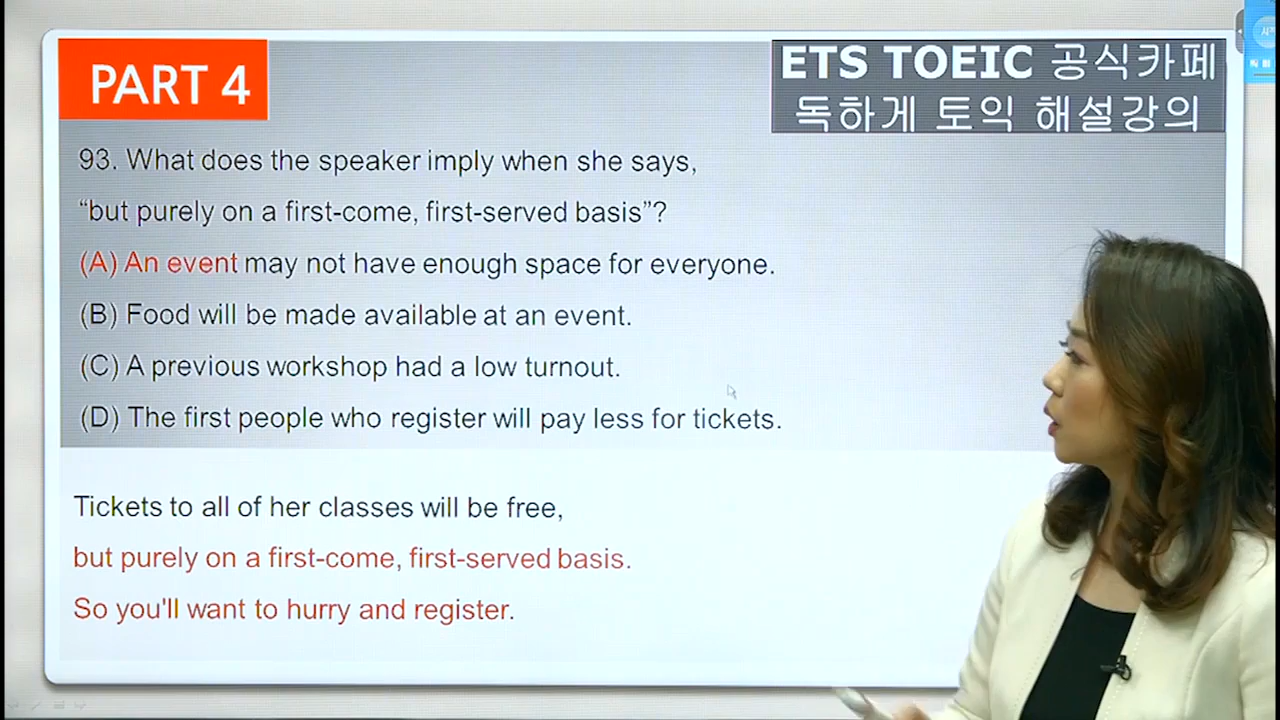 PART 4
ETS TOEIC 공식카페
독하게 토익 해설강의
93. What does the speaker imply when she says,
“but purely on a first-come, first-served basis”?
(A) An event may not have enough space for everyone.
(B) Food will be made available at an event.
(C) A previous workshop had a low turnout.
(D) The first people who register will pay less for tickets.
Tickets to all of her classes will be free,
but purely on a first-come, first-served basis.
So you'll want to hurry and register.